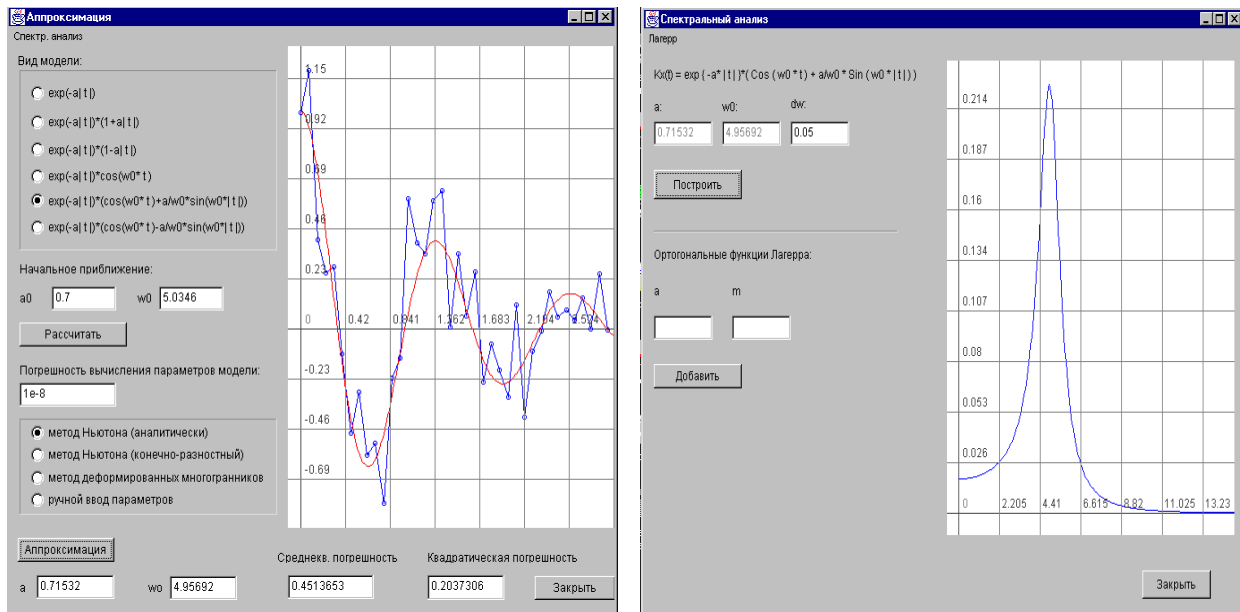 Аппроксимация
Спектр. анализ
Вид модели:
exp(-a| t |)
exp(-a| t |)*(1+a| t|)
exp(-a| t |)*(1-a| t|)
exp(-a| t |)*cos(w0* t )
exp(-a| t |)*(cos(w0* t )+a/w0*sin(w0*| t |))
exp(-a| t |)*(cos(w0* t )-a/w0*sin(w0*| t |))
Начальное приближение:
a0 0.7 w0 5.0346
Рассчитать
Погрешность вычисления параметров модели:
1e-8
метод Ньютона (аналитически)
метод Ньютона (конечно-разностный)
метод деформированных многогранников
ручной ввод параметров
Аппроксимация
a 0.71532 wo 4.95692
Среднекв. погрешность
0.4513653
Квадратическая погрешность
0.2037306
Закрыть
1.15
0.92
0.69
0.46
0.23
0 0.42 0.841 1.262 1.683 2.104 2.524
-0.23
-0.46
-0.69
Спектральный анализ
Лагерр
Kx(t) = exp ( -a* | t | )*( Cos ( w0 * t ) + a/w0 * Sin ( w0 * | t | ) )
a: w0: dw:
0.71532 4.95692 0.05
Построить
Ортогональные функции Лагерра:
a m
Добавить
0.214
0.187
0.16
0.134
0.107
0.08
0.053
0.026
0 2.205 4.41 6.615 8.82 11.025 13.23
Закрыть